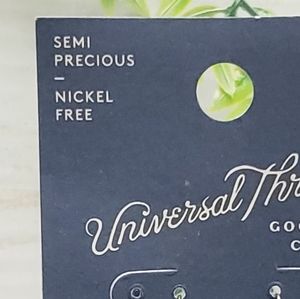 SEMI
PRECIOUS
–
NICKEL
FREE
Universal Thr
GOO
C